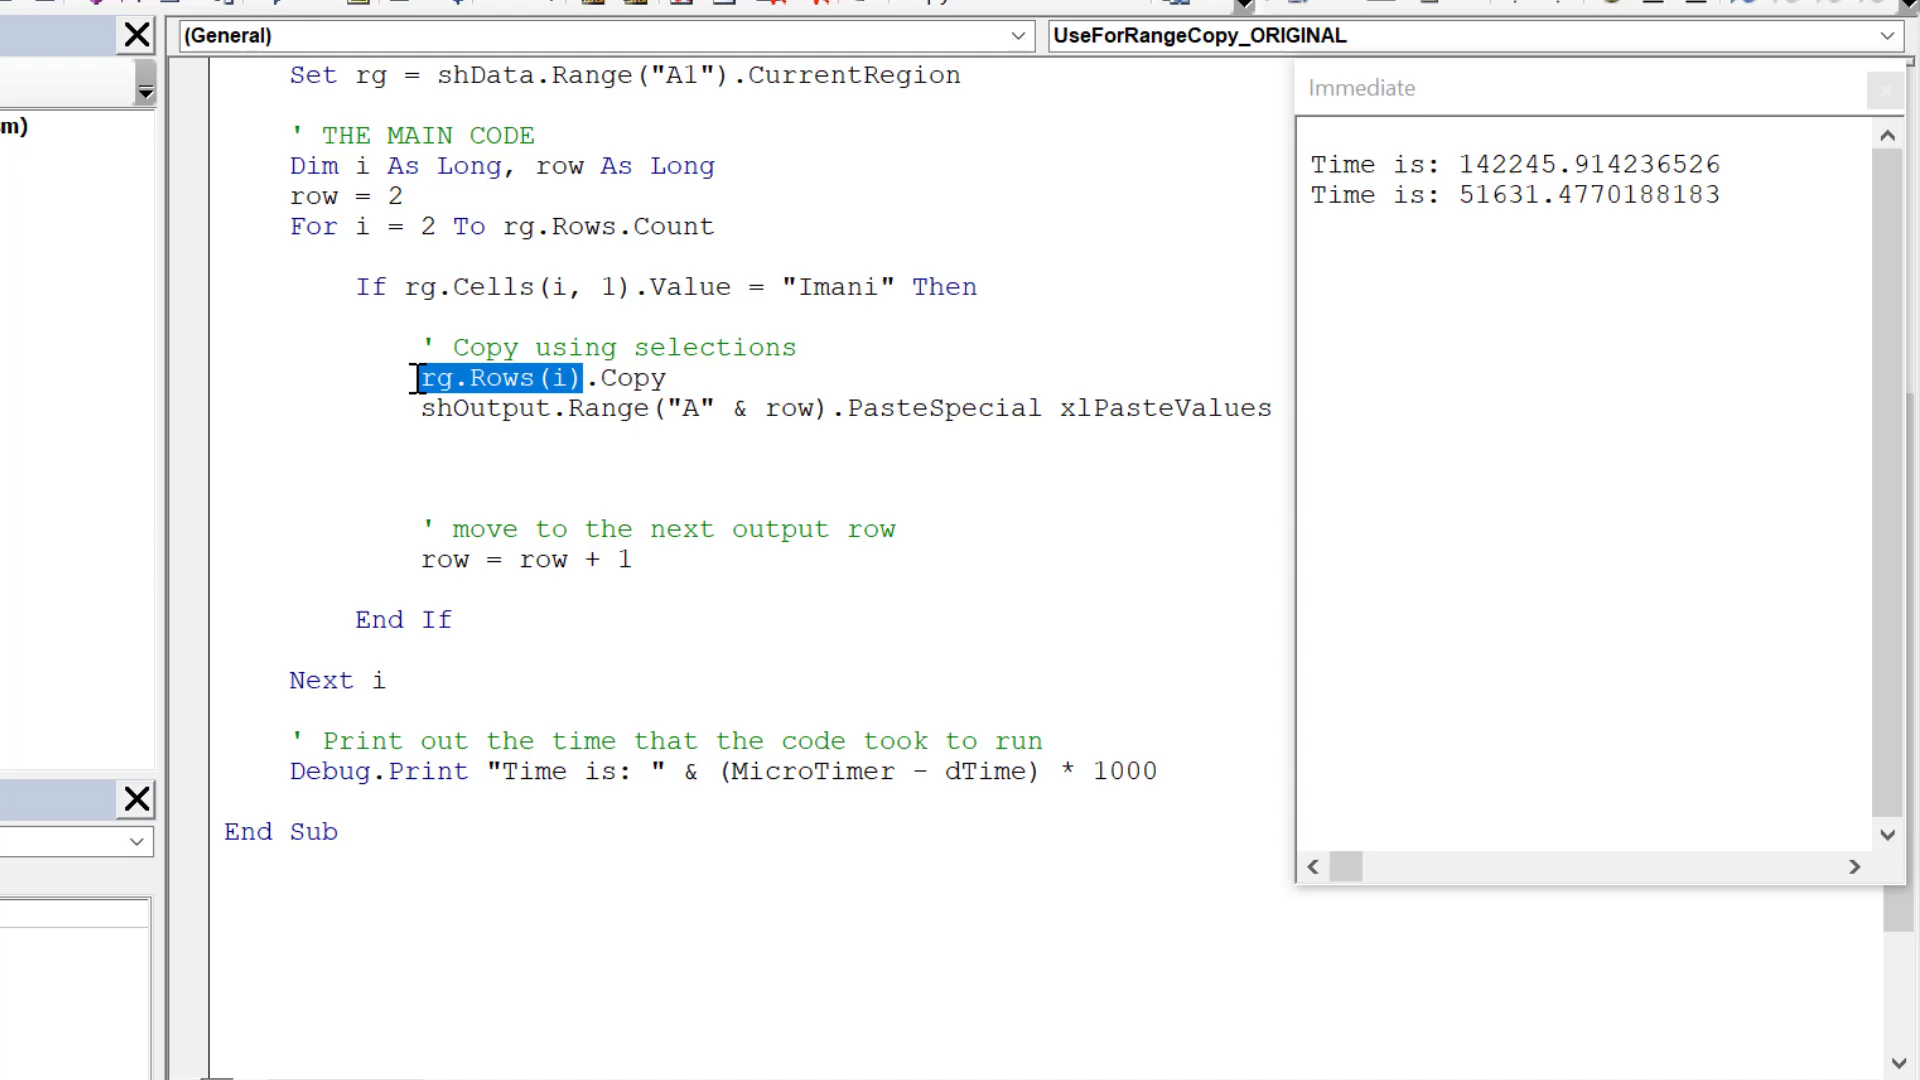 (General)
UseForRangeCopy_ORIGINAL
m)
Set rg = shData.Range("A1").CurrentRegion
' THE MAIN CODE
Dim i As Long, row As Long
row = 2
For i = 2 To rg.Rows.Count
If rg.Cells(i, 1).Value = "Imani" Then
' Copy using selections
rg.Rows(i).Copy
shOutput.Range("A" & row).PasteSpecial xlPasteValues
' move to the next output row
row = row + 1
End If
Next i
' Print out the time that the code took to run
Debug.Print "Time is: " & (MicroTimer - dTime) * 1000
End Sub
Immediate
Time is: 142245.914236526
Time is: 51631.4770188183